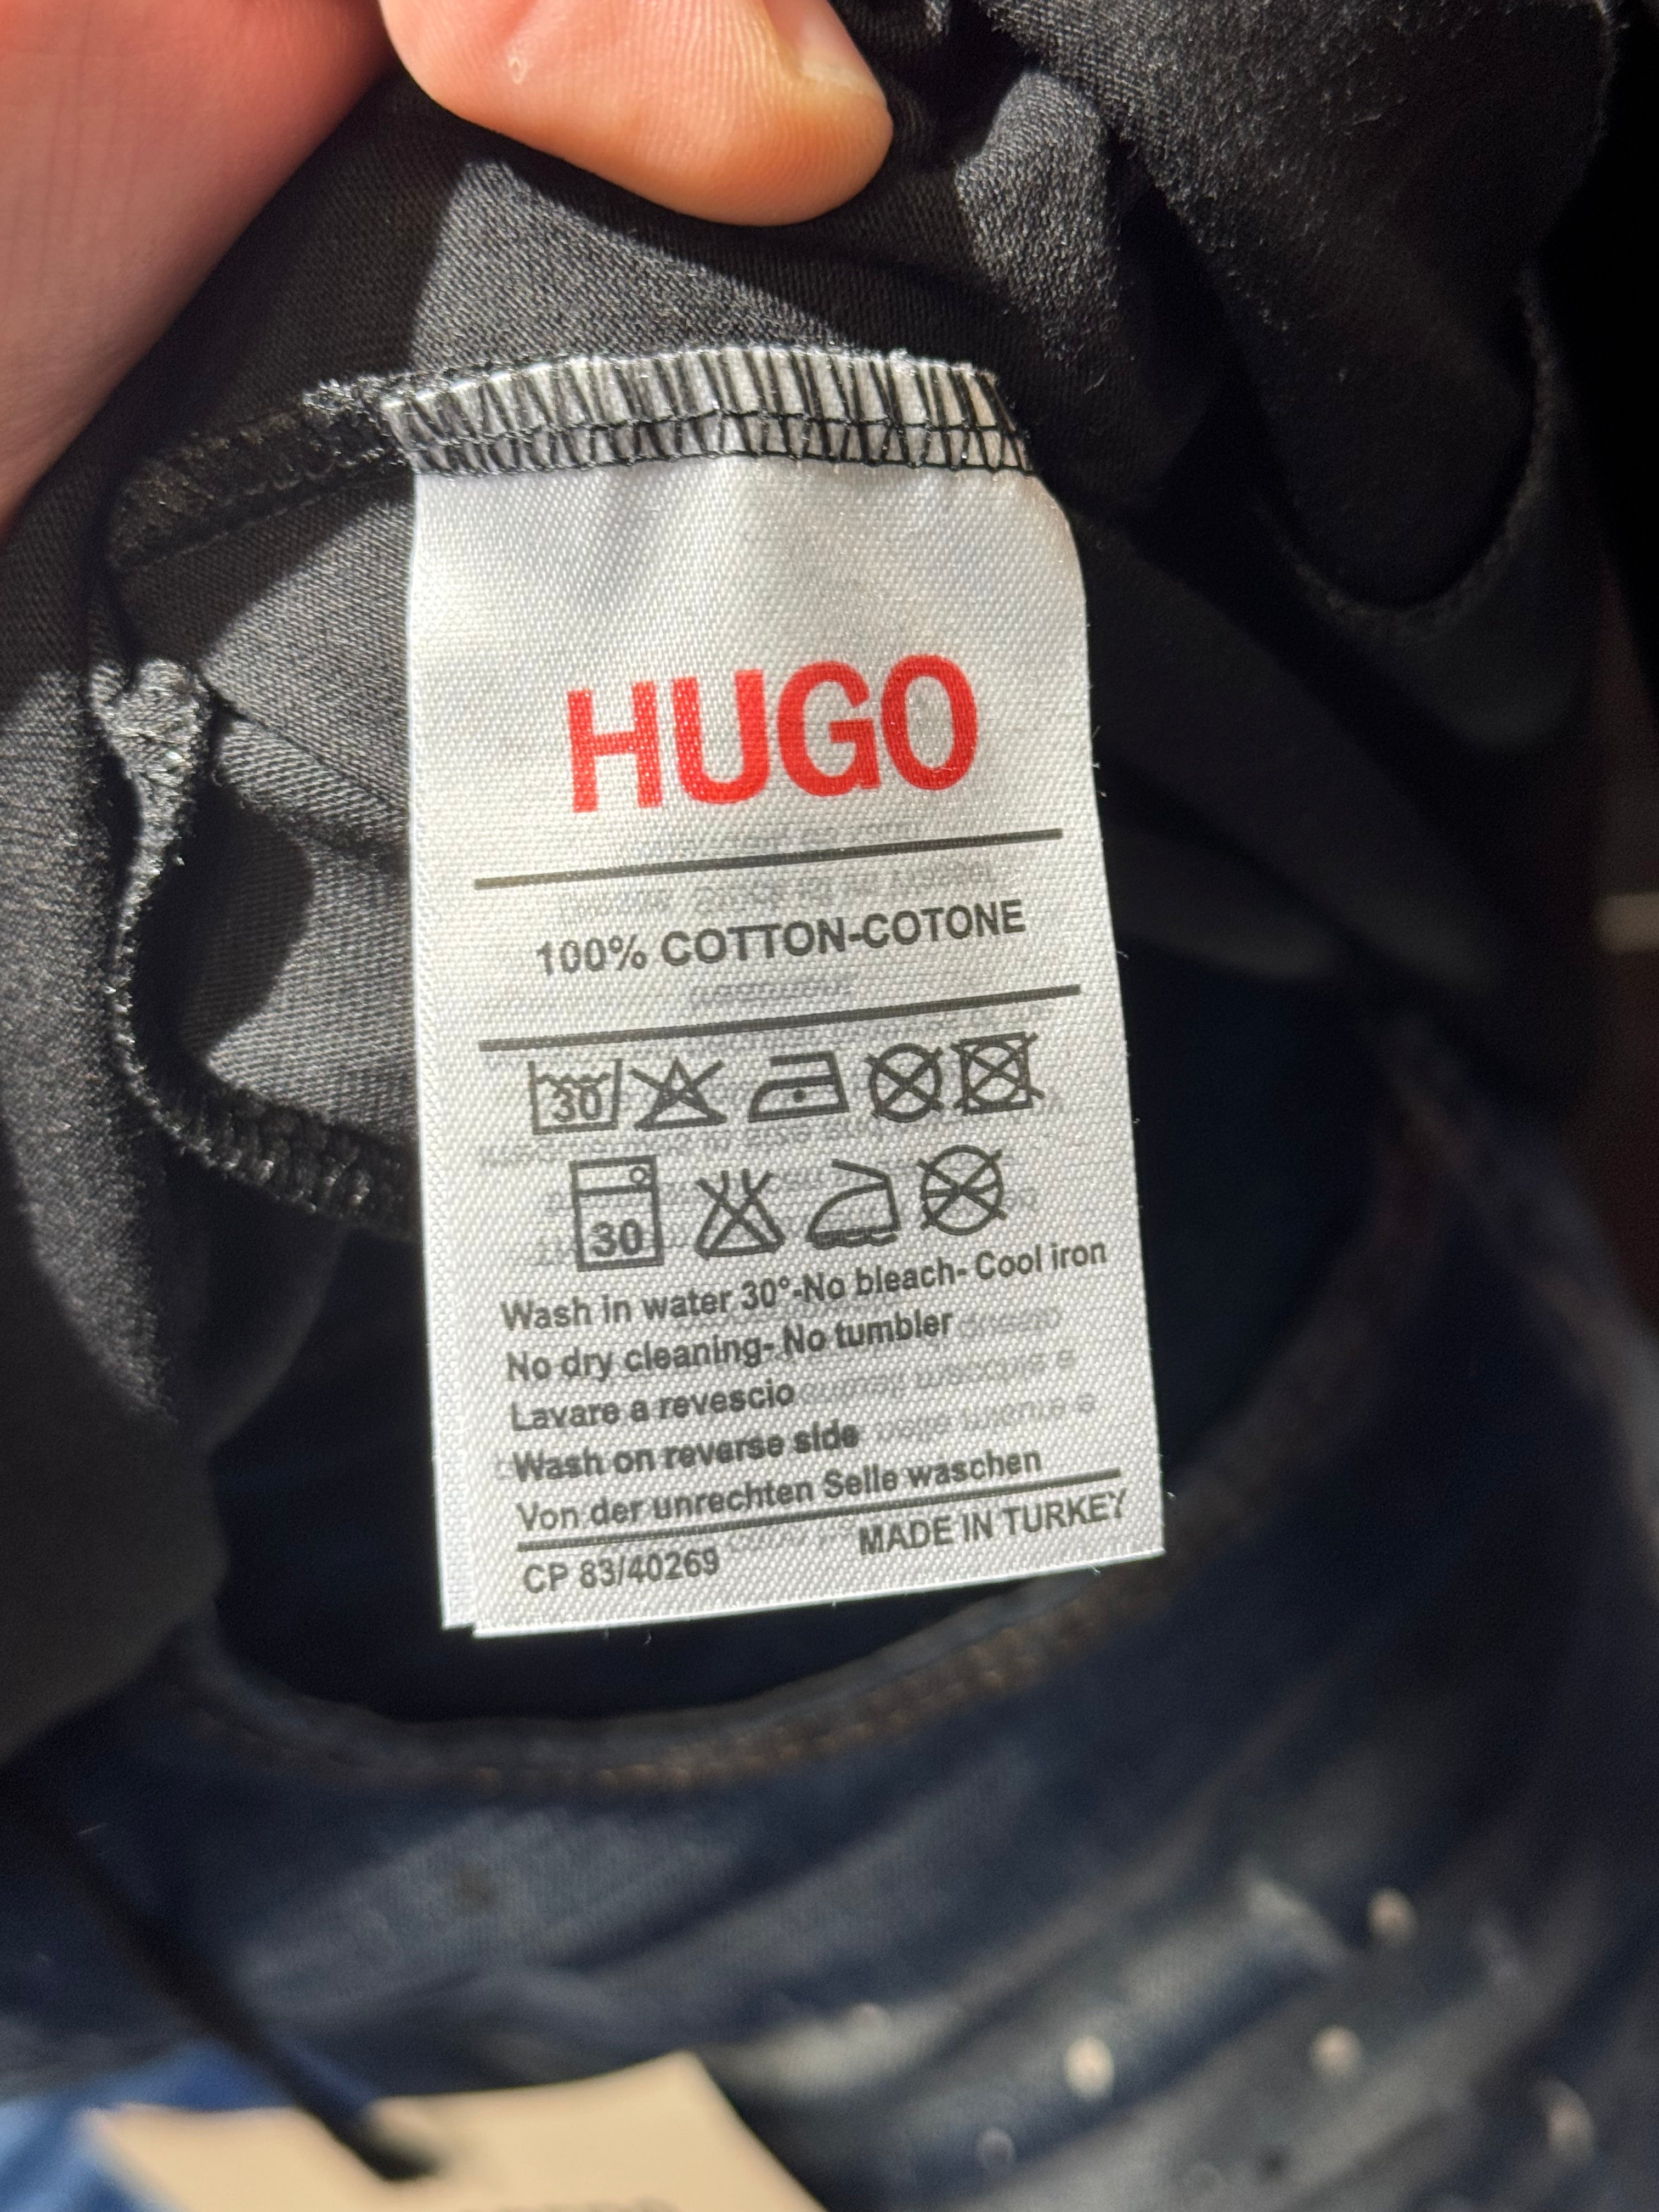 HUGO
100% COTTON-COTONE
30
30
Wash in water 30°-No bleach- Cool iron
No dry cleaning- No tumbler
Lavare a revescio
Wash on reverse side
Von der unrechten Selle waschen
CP 83/40269 MADE IN TURKEY